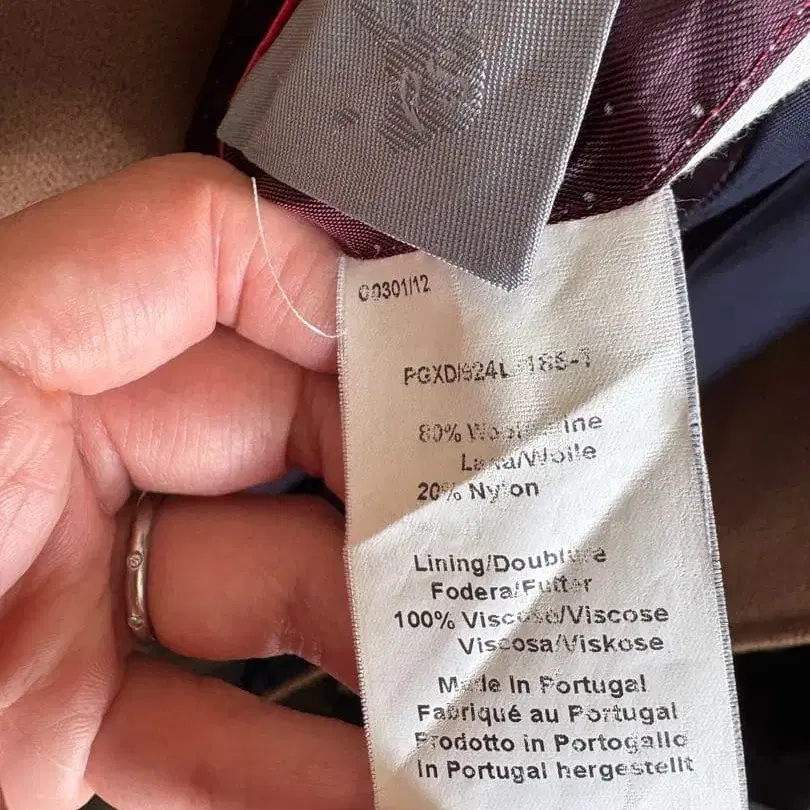 O0301/12
PGXD/924L-185-1
80% Wool/Laine
Lana/Wolle
20% Nylon
Lining/Doublure
Fodera/Futter
100% Viscose/Viscose
Viscosa/Viskose
Made In Portugal
Fabriqué au Portugal
Prodotto in Portogallo
In Portugal hergestellt